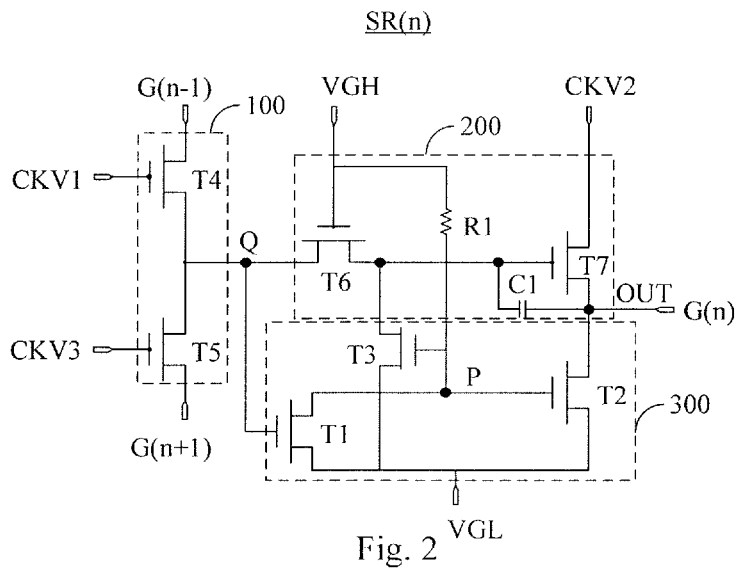 SR(n)
G(n-1)
VGH
CKV2
100
200
CKV1
T4
R1
Q
T6
T7
C1
OUT
G(n)
CKV3
T5
T3
P
T2
T1
300
G(n+1)
VGL
Fig. 2